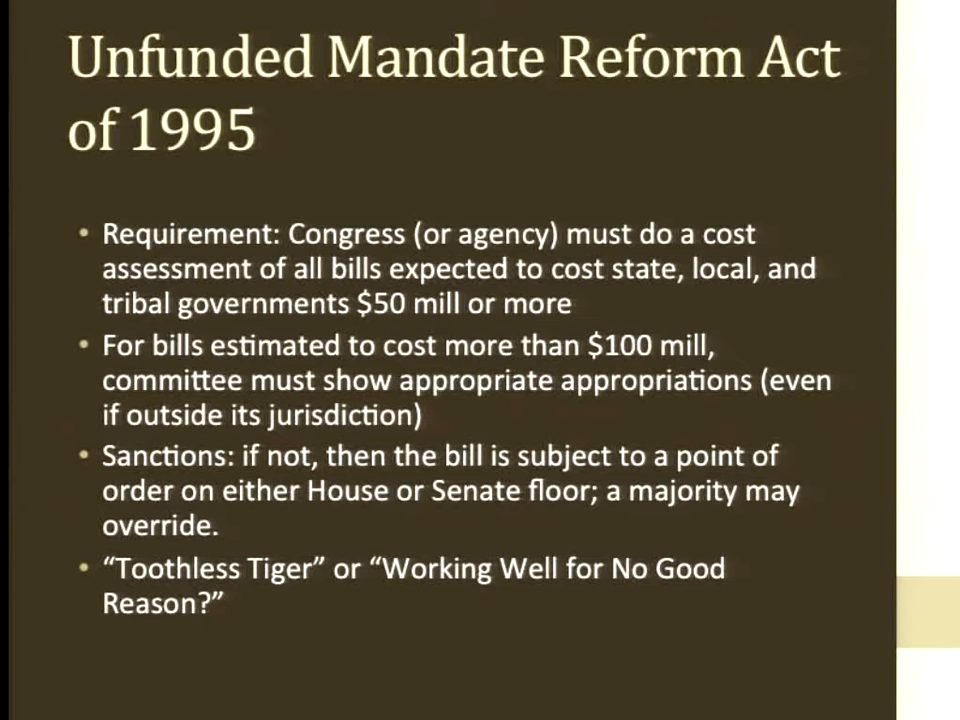 Unfunded Mandate Reform Act
of 1995
• Requirement: Congress (or agency) must do a cost
assessment of all bills expected to cost state, local, and
tribal governments $50 mill or more
• For bills estimated to cost more than $100 mill,
committee must show appropriate appropriations (even
if outside its jurisdiction)
• Sanctions: if not, then the bill is subject to a point of
order on either House or Senate floor; a majority may
override.
• “Toothless Tiger” or “Working Well for No Good
Reason?”